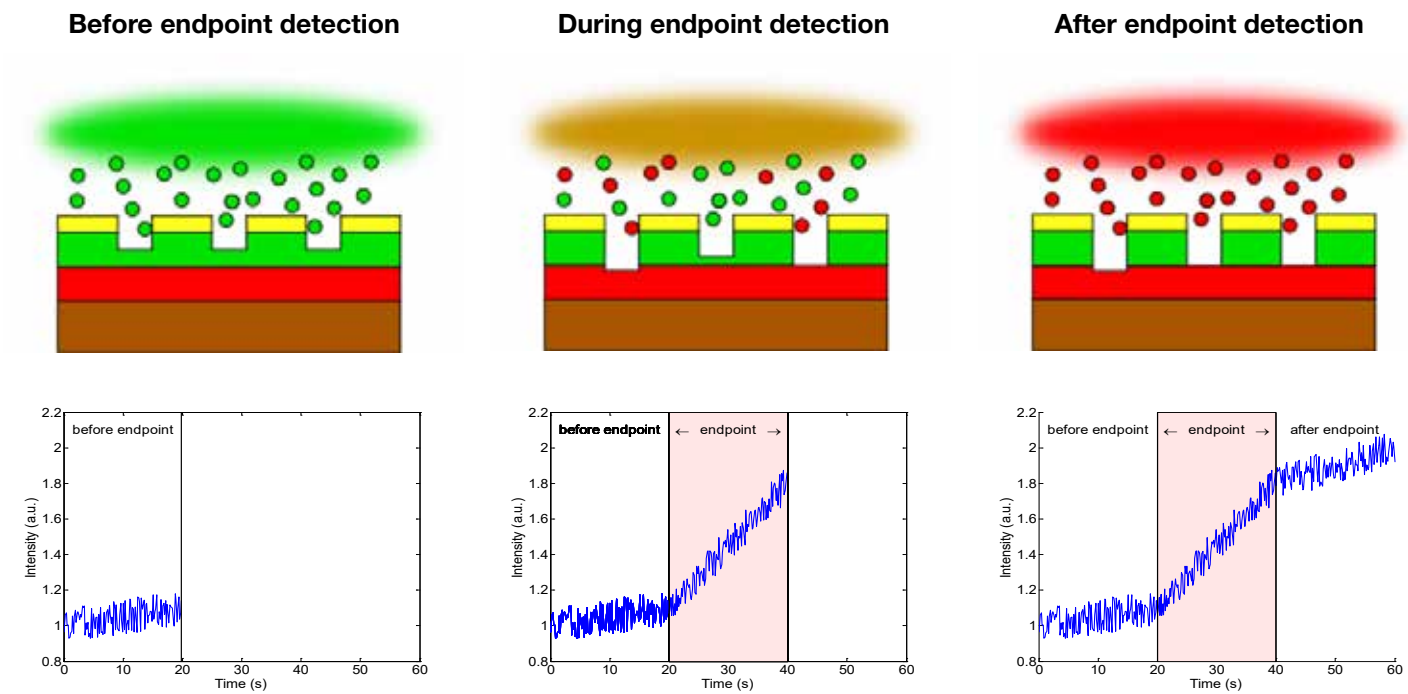 Before endpoint detection
During endpoint detection
After endpoint detection
2.2
2
1.8
1.6
1.4
1.2
1
0.8
before endpoint
Intensity (a.u.)
0 10 20 30 40 50 60
Time (s)
2.2
2
1.8
1.6
1.4
1.2
1
0.8
before endpoint
← endpoint →
Intensity (a.u.)
0 10 20 30 40 50 60
Time (s)
2.2
2
1.8
1.6
1.4
1.2
1
0.8
before endpoint
← endpoint →
after endpoint
Intensity (a.u.)
0 10 20 30 40 50 60
Time (s)